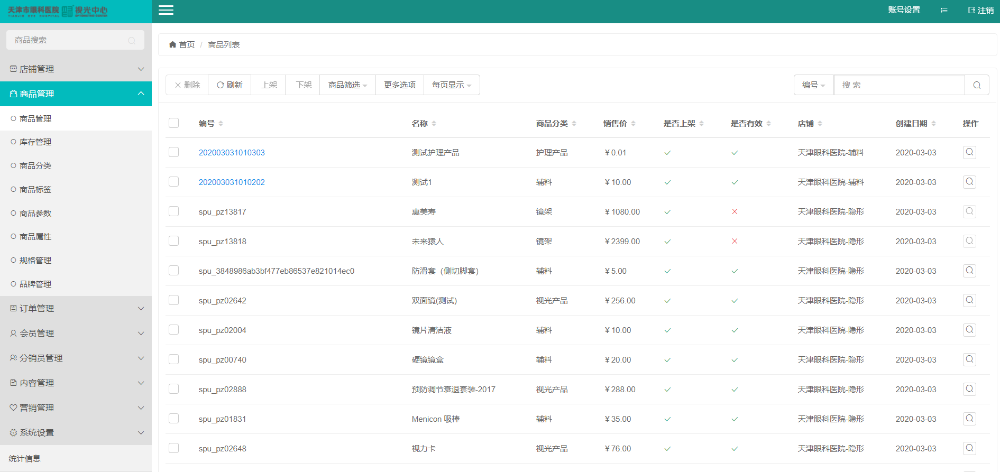 天津市眼科医院 视光中心
TIANJIN EYE HOSPITAL OPTOMETRIC CENTER
账号设置 注销
商品搜索
店铺管理
商品管理
商品管理
库存管理
商品分类
商品标签
商品参数
商品属性
规格管理
品牌管理
订单管理
会员管理
分销员管理
内容管理
营销管理
系统设置
统计信息
首页 / 商品列表
删除 刷新 上架 下架 商品筛选 更多选项 每页显示 编号 搜 索
编号 名称 商品分类 销售价 是否上架 是否有效 店铺 创建日期 操作
202003031010303 测试护理产品 护理产品 ￥0.01 天津眼科医院-辅料 2020-03-03
202003031010202 测试1 辅料 ￥10.00 天津眼科医院-辅料 2020-03-03
spu_pz13817 惠美寿 镜架 ￥1080.00 天津眼科医院-隐形 2020-03-03
spu_pz13818 未来猿人 镜架 ￥2399.00 天津眼科医院-隐形 2020-03-03
spu_3848986ab3bf477eb86537e821014ec0 防滑套（侧切脚套） 辅料 ￥5.00 天津眼科医院-隐形 2020-03-03
spu_pz02642 双面镜(测试) 视光产品 ￥256.00 天津眼科医院-隐形 2020-03-03
spu_pz02004 镜片清洁液 辅料 ￥10.00 天津眼科医院-隐形 2020-03-03
spu_pz00740 硬镜镜盒 辅料 ￥20.00 天津眼科医院-隐形 2020-03-03
spu_pz02888 预防调节衰退套装-2017 视光产品 ￥288.00 天津眼科医院-隐形 2020-03-03
spu_pz01831 Menicon 吸棒 辅料 ￥35.00 天津眼科医院-隐形 2020-03-03
spu_pz02648 视力卡 视光产品 ￥76.00 天津眼科医院-隐形 2020-03-03